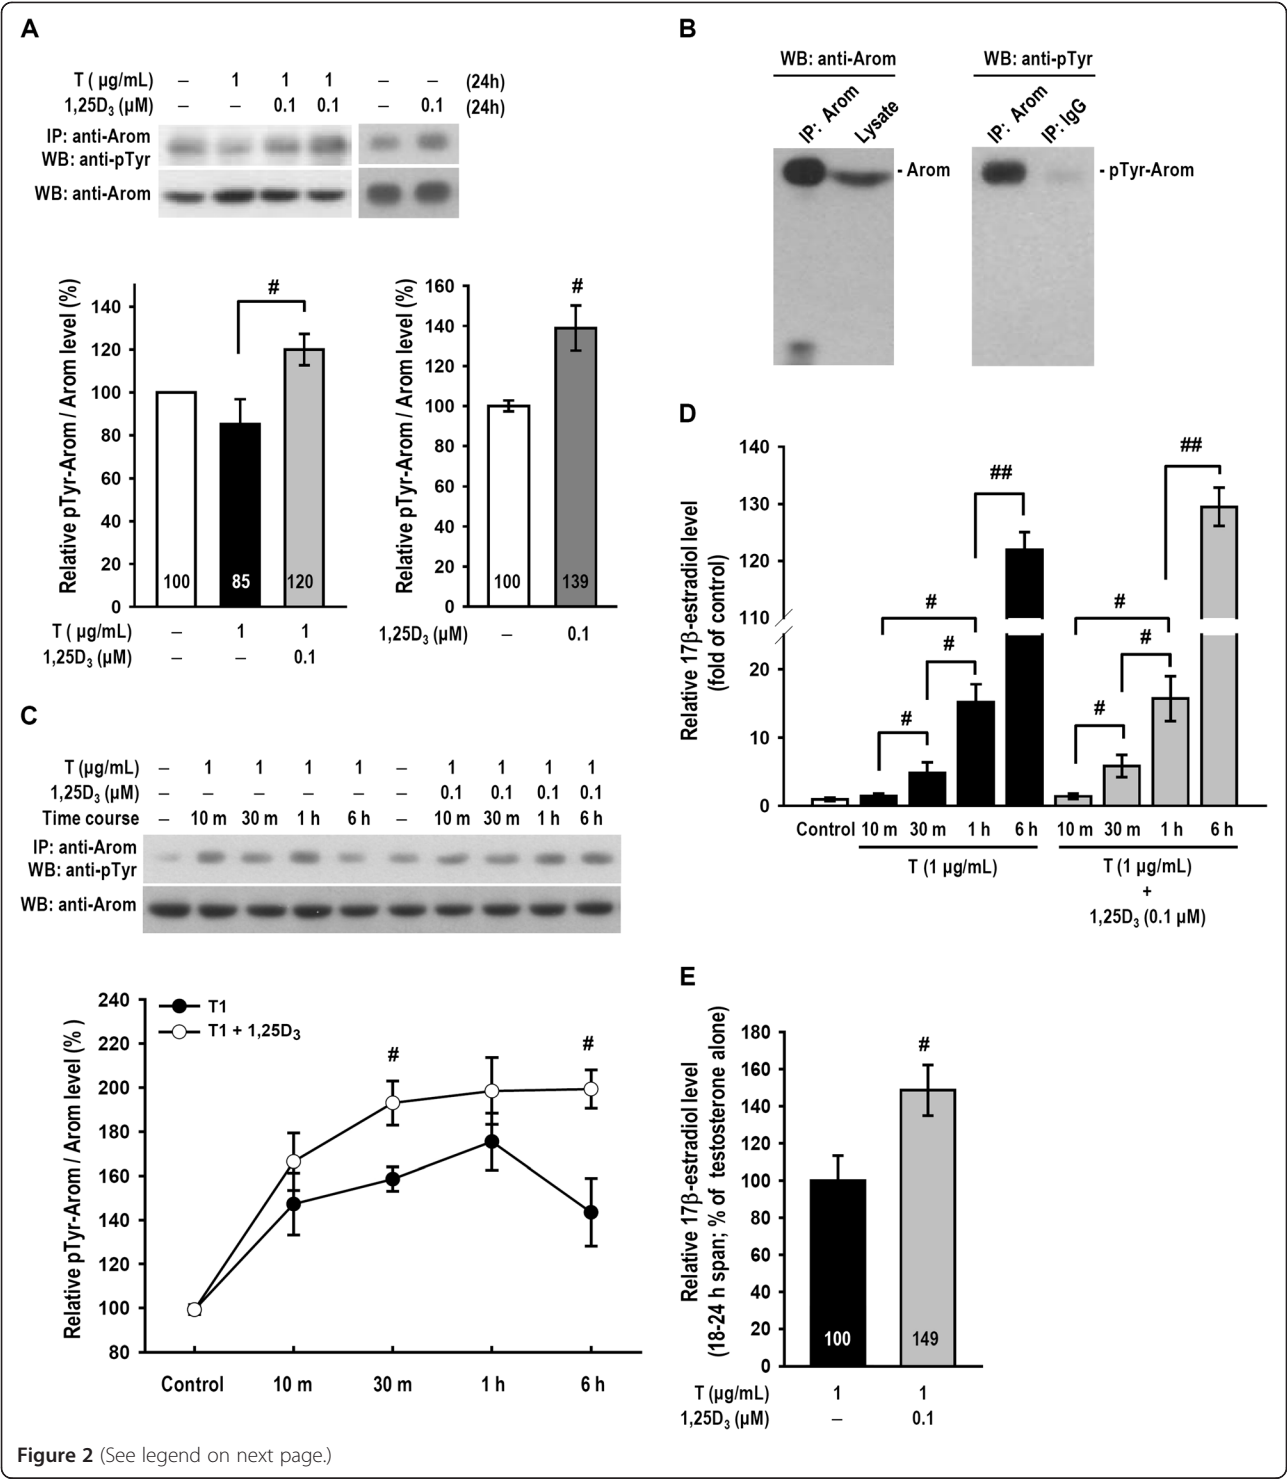 A
T ( µg/mL) – 1 1 1 – – (24h)
1,25D3 (µM) – – 0.1 0.1 – 0.1 (24h)
IP: anti-Arom
WB: anti-pTyr
WB: anti-Arom
Relative pTyr-Arom / Arom level (%)
140
120
100
80
60
40
20
0
100 85 120
#
T ( µg/mL) – 1 1
1,25D3 (µM) – – 0.1
Relative pTyr-Arom / Arom level (%)
160
140
120
100
80
60
40
20
0
#
100 139
1,25D3 (µM) – 0.1
B
WB: anti-Arom WB: anti-pTyr
IP: Arom Lysate IP: Arom IP: IgG
- Arom - pTyr-Arom
C
T (µg/mL) – 1 1 1 1 – 1 1 1 1
1,25D3 (µM) – – – – – – 0.1 0.1 0.1 0.1
Time course – 10 m 30 m 1 h 6 h – 10 m 30 m 1 h 6 h
IP: anti-Arom
WB: anti-pTyr
WB: anti-Arom
Relative pTyr-Arom / Arom level (% )
240
220
200
180
160
140
120
100
80
T1
T1 + 1,25D3
# #
Control 10 m 30 m 1 h 6 h
D
Relative 17β-estradiol level
(fold of control)
140
130
120
110
20
10
0
## ##
# #
# #
# #
Control 10 m 30 m 1 h 6 h 10 m 30 m 1 h 6 h
T (1 µg/mL) T (1 µg/mL)
+
1,25D3 (0.1 µM)
E
Relative 17β-estradiol level
(18-24 h span; % of testosterone alone)
180
160
140
120
100
80
60
40
20
0
#
100 149
T (µg/mL) 1 1
1,25D3 (µM) – 0.1
Figure 2 (See legend on next page.)